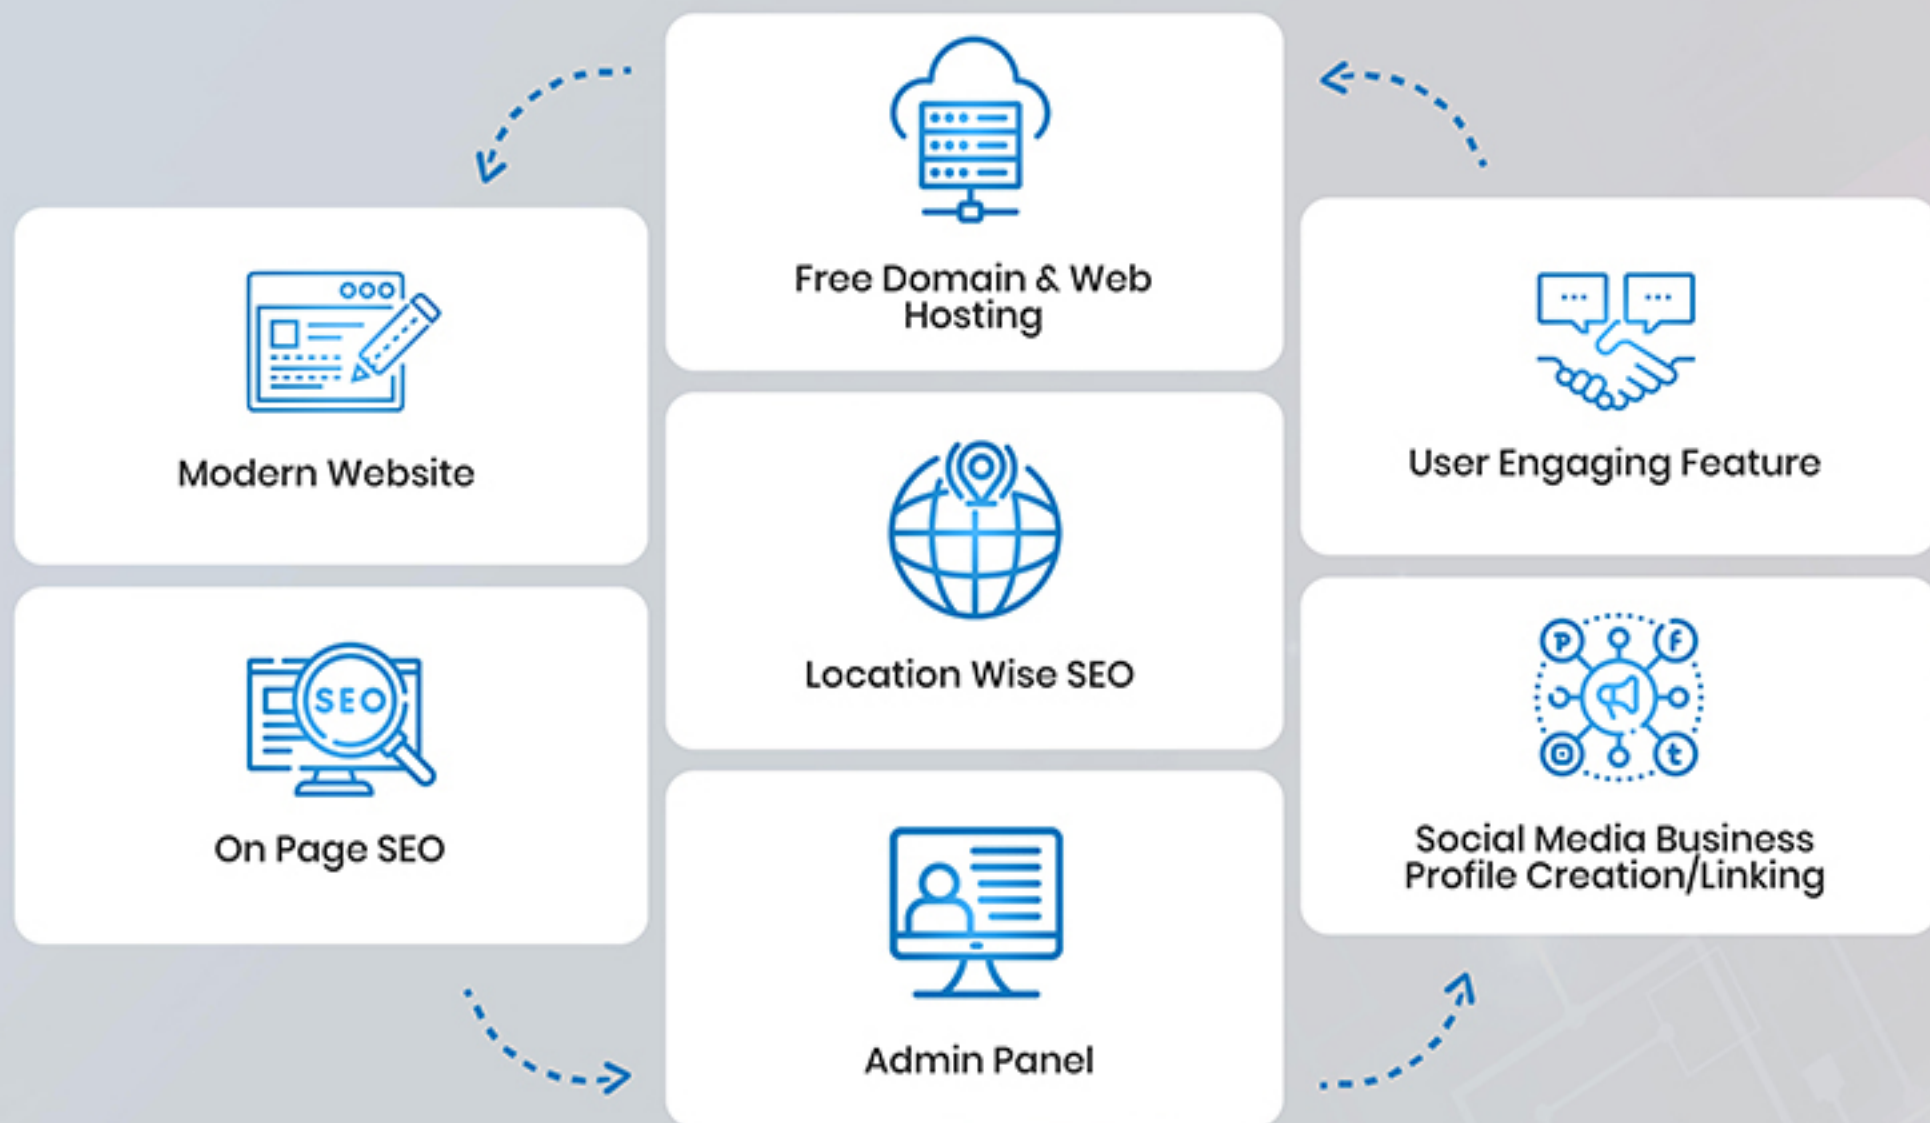 Free Domain & Web
Hosting
Modern Website
User Engaging Feature
Location Wise SEO
SEO
On Page SEO
Social Media Business
Profile Creation/Linking
Admin Panel